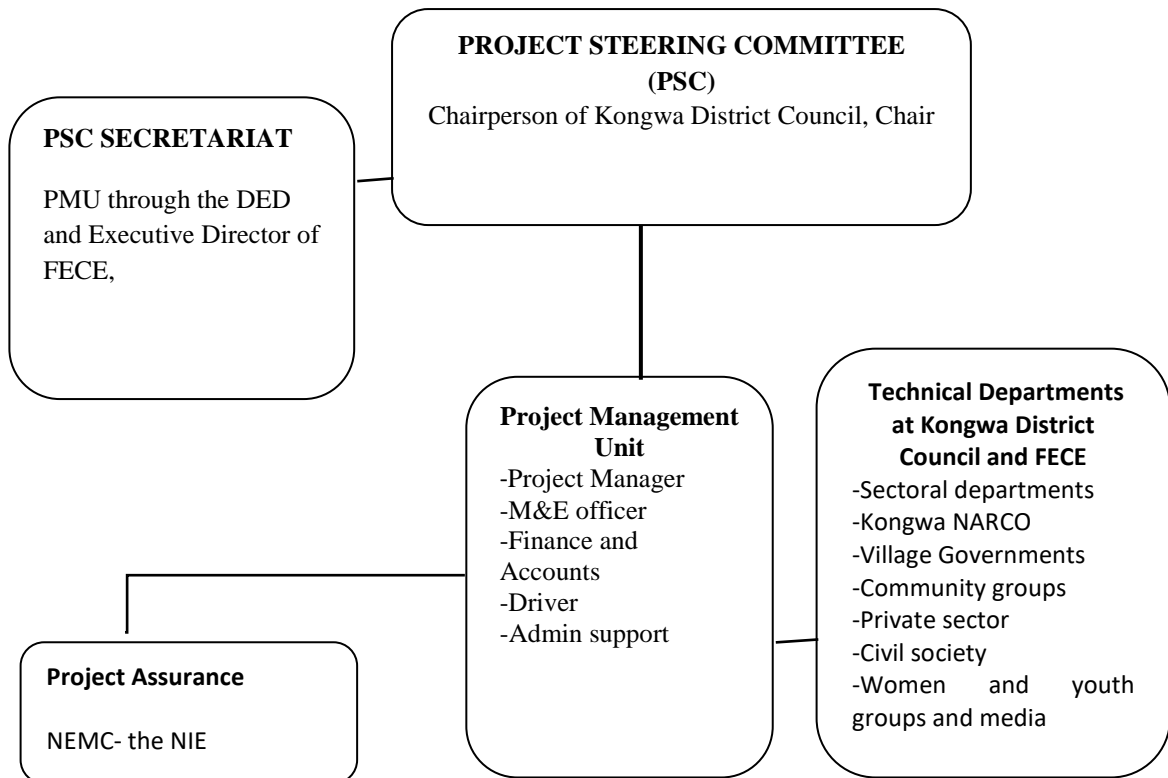 PROJECT STEERING COMMITTEE
(PSC)
Chairperson of Kongwa District Council, Chair
PSC SECRETARIAT
PMU through the DED
and Executive Director of
FECE,
Project Management
Unit
-Project Manager
-M&E officer
-Finance and
Accounts
-Driver
-Admin support
Technical Departments
at Kongwa District
Council and FECE
-Sectoral departments
-Kongwa NARCO
-Village Governments
-Community groups
-Private sector
-Civil society
-Women and youth
groups and media
Project Assurance
NEMC- the NIE